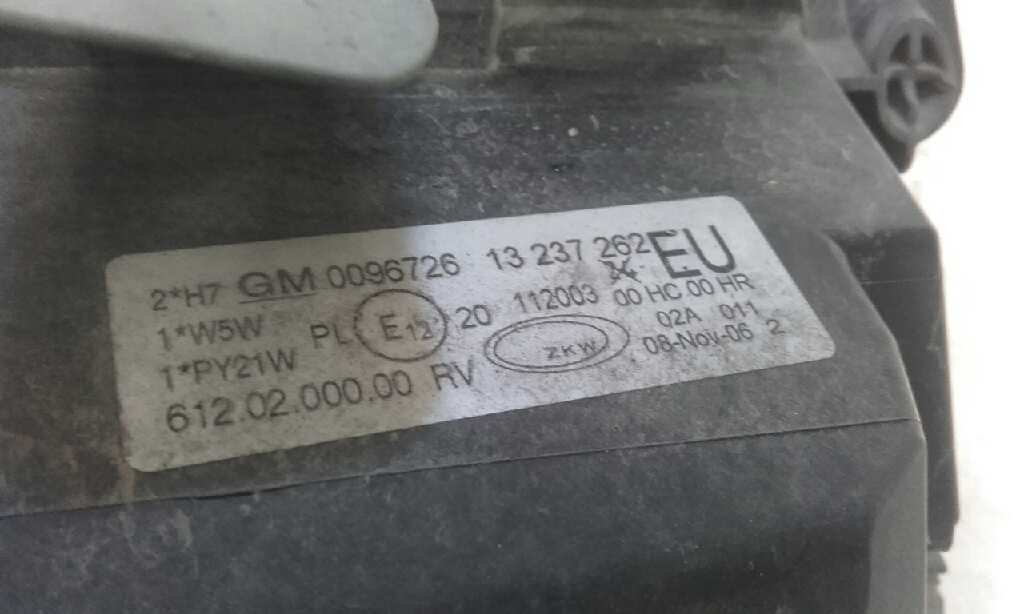 2*H7 GM 0096726 13 237 262 EU
1*W5W PL E12 20 112003 00 HC 00 HR
1*PY21W ZKW 02A 011
612.02.000.00 RV 08-Nov-06 2